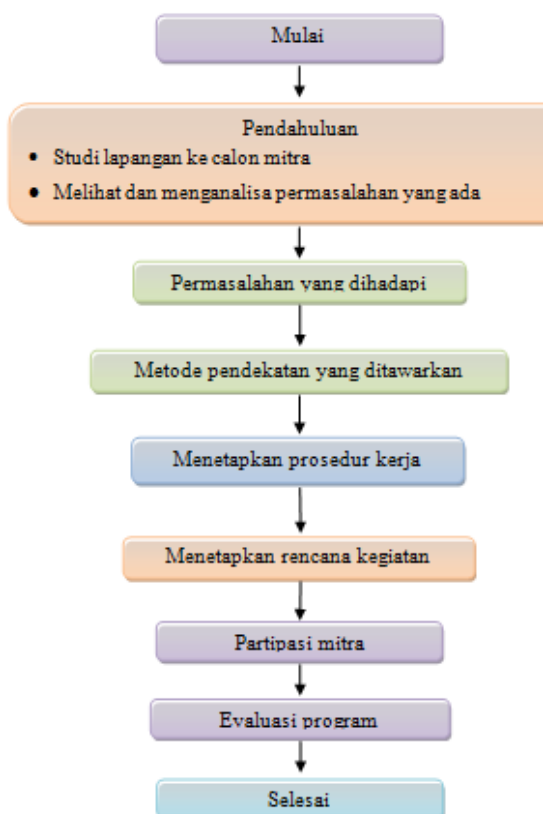 Mulai
Pendahuluan
• Studi lapangan ke calon mitra
• Melihat dan menganalisa permasalahan yang ada
Permasalahan yang dihadapi
Metode pendekatan yang ditawarkan
Menetapkan prosedur kerja
Menetapkan rencana kegiatan
Partipasi mitra
Evaluasi program
Selesai